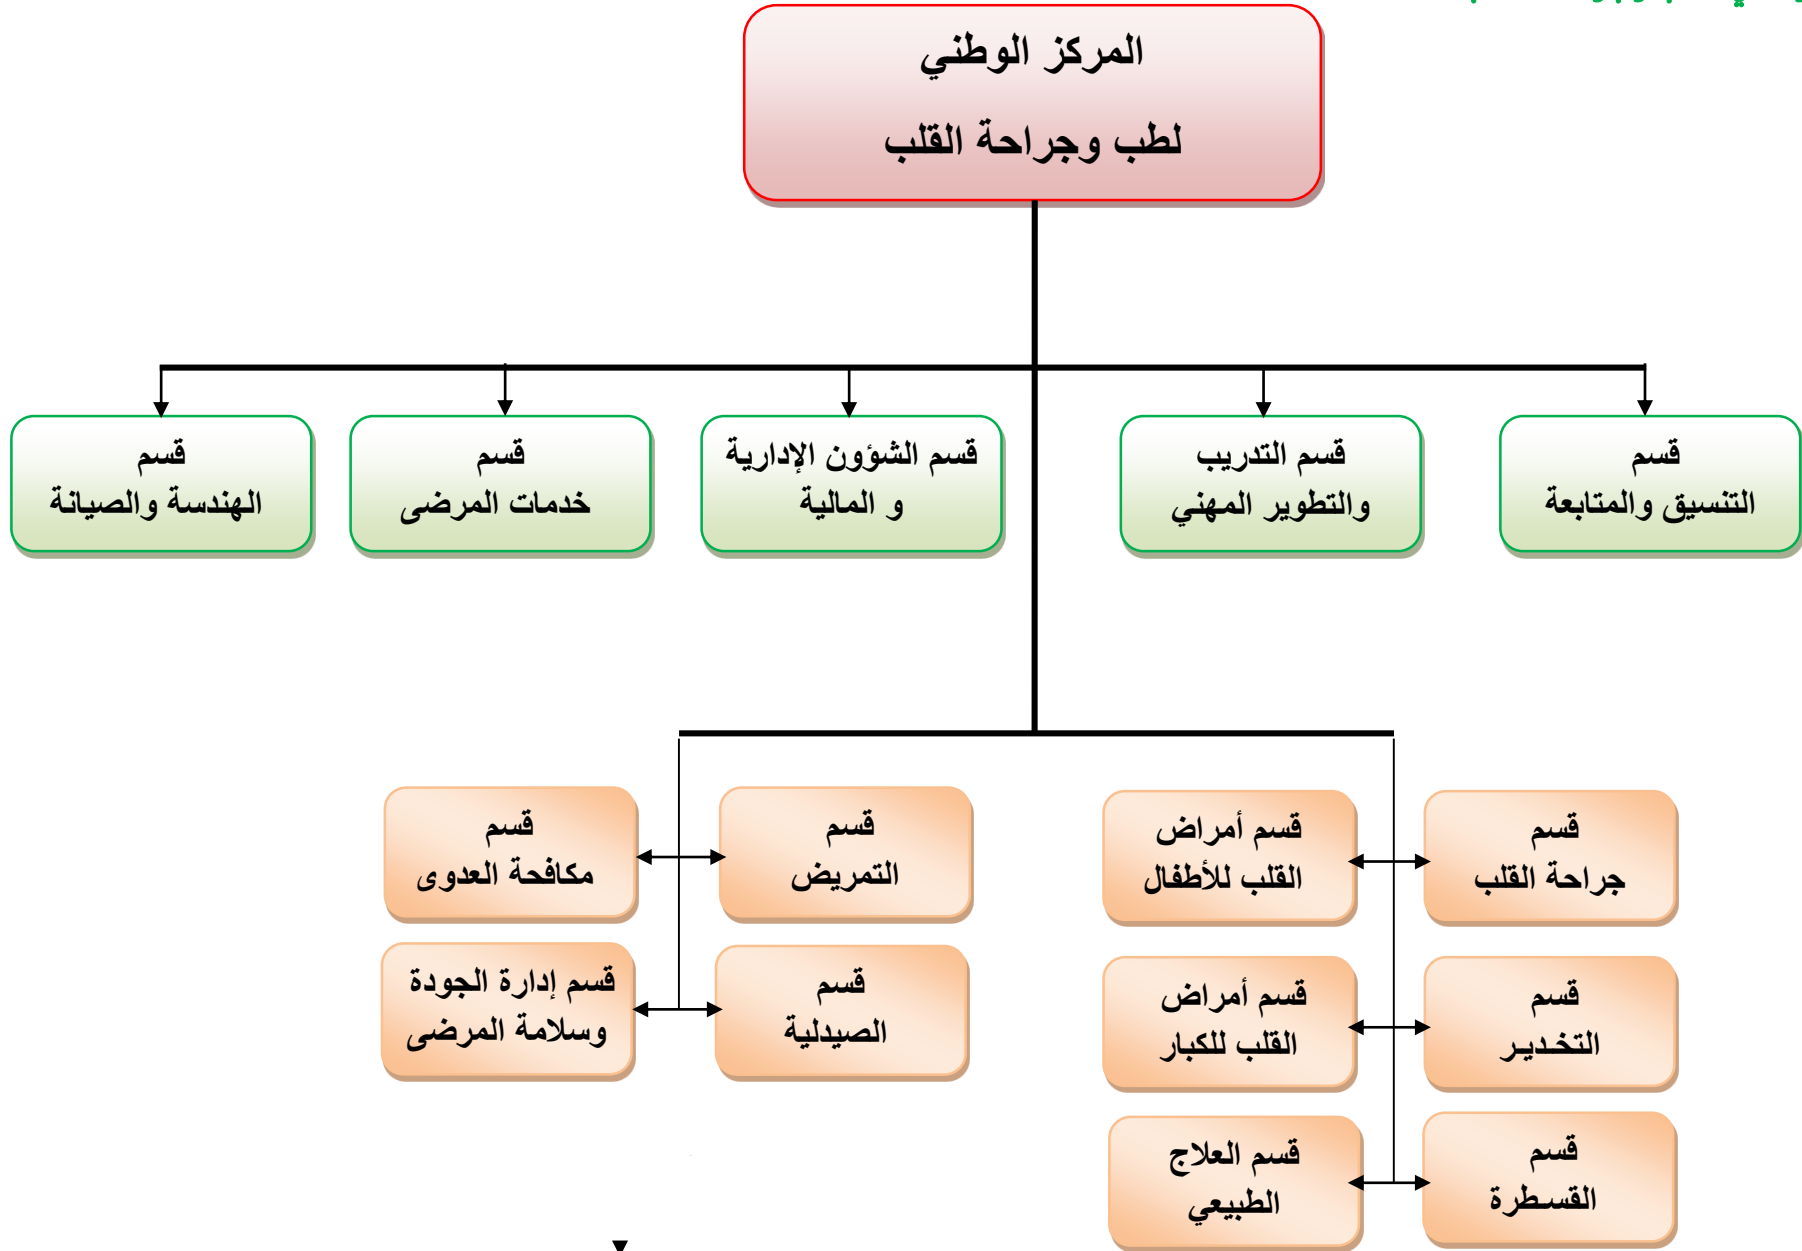 المركز الوطني
لطب وجراحة القلب
قسم
التنسيق والمتابعة
قسم التدريب
والتطوير المهني
قسم الشؤون الإدارية
و المالية
قسم
خدمات المرضى
قسم
الهندسة والصيانة
قسم
جراحة القلب
قسم أمراض
القلب للأطفال
قسم
التمريض
قسم
مكافحة العدوى
قسم
التخدير
قسم أمراض
القلب للكبار
قسم
الصيدلية
قسم إدارة الجودة
وسلامة المرضى
قسم
القسطرة
قسم العلاج
الطبيعي